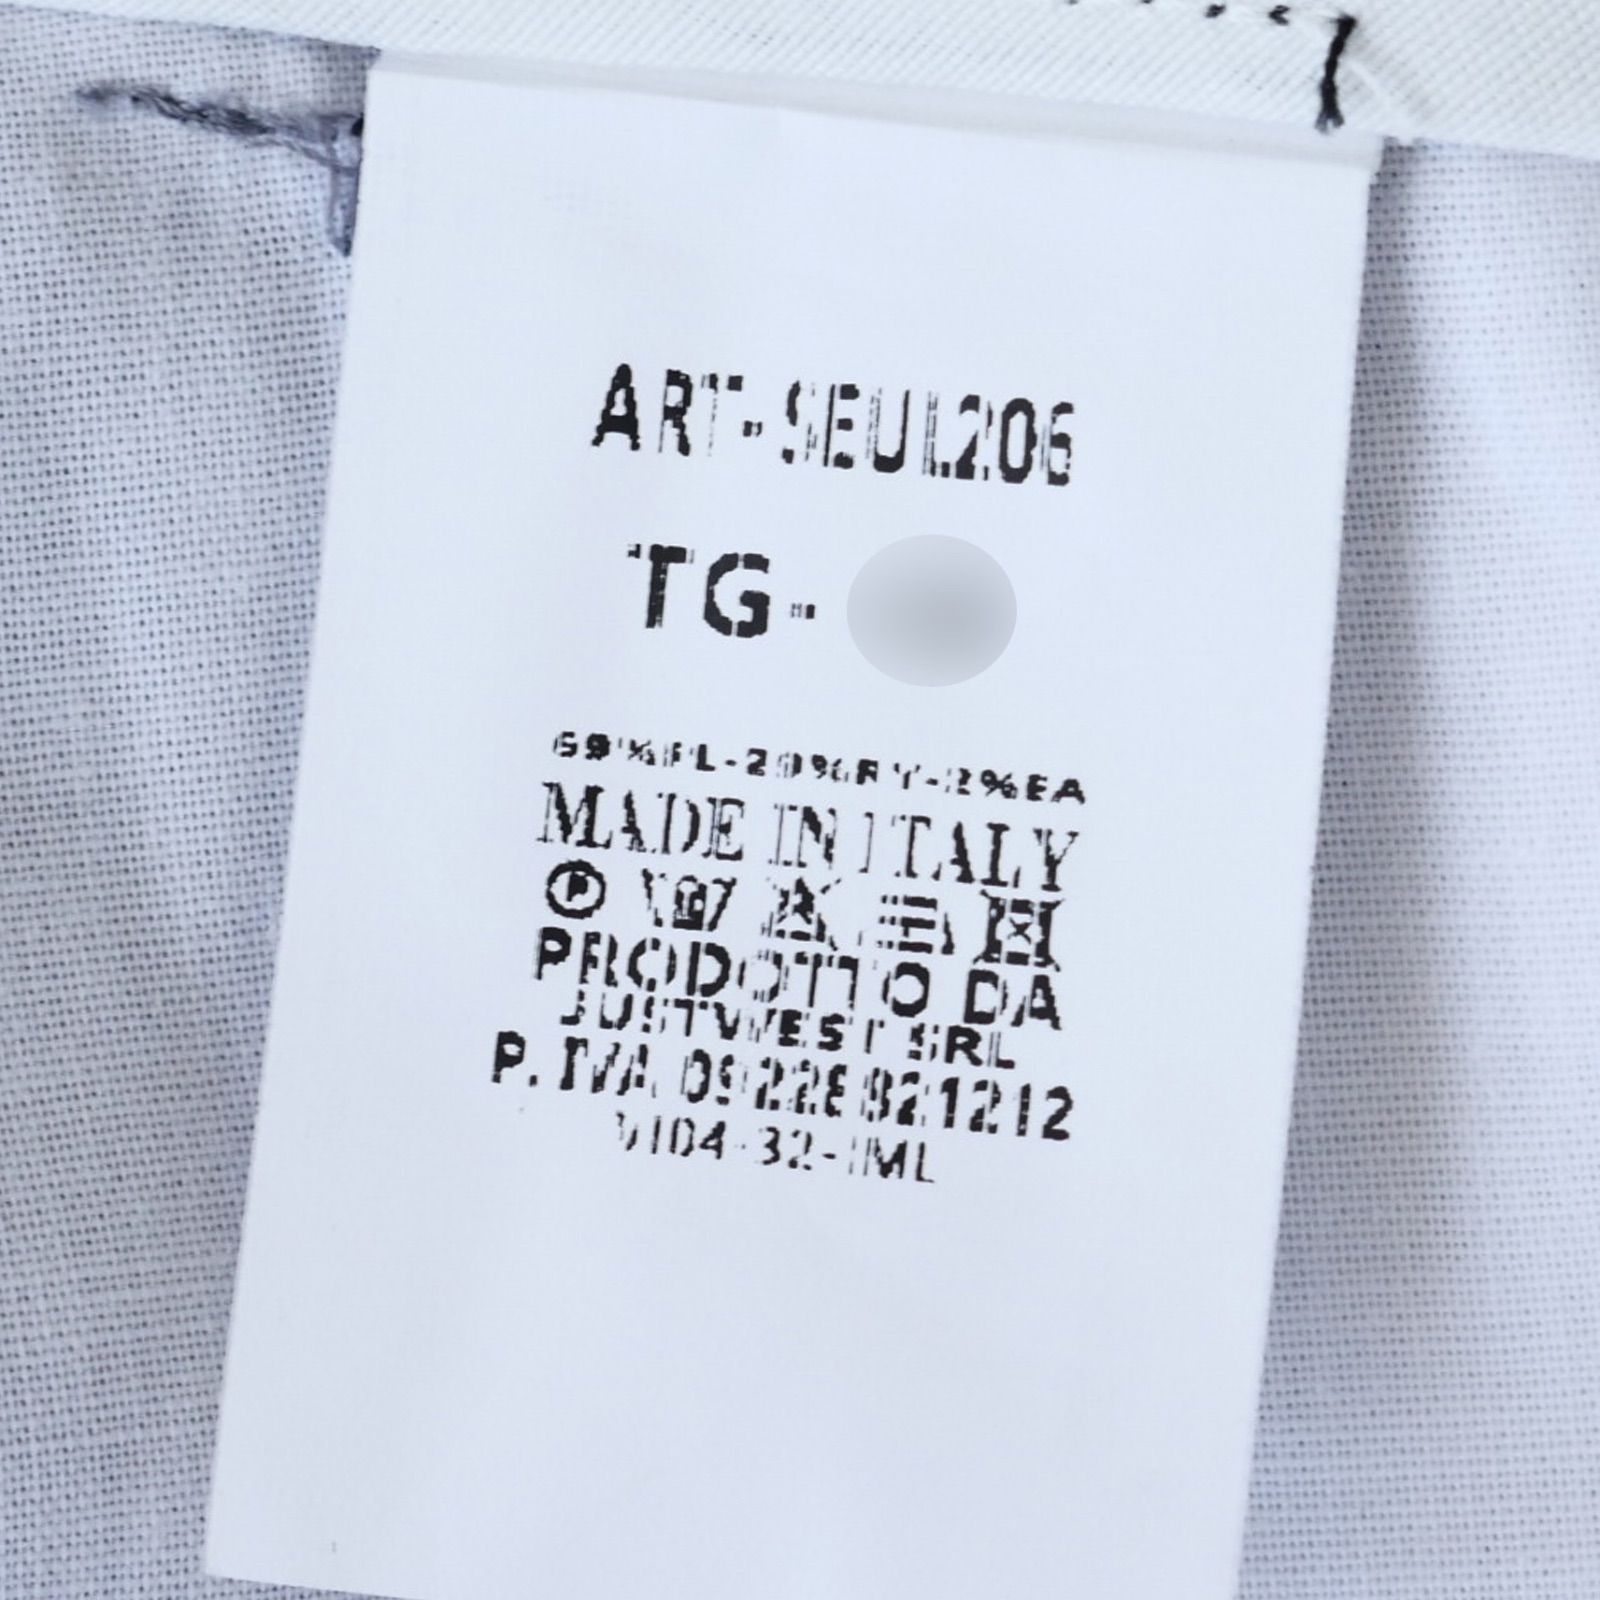 ART-SEUL206
TG-
69%PL-29%RY-2%EA
MADE IN ITALY
PRODOTTO DA
JUSTWEST SRL
P. IVA 09228821212